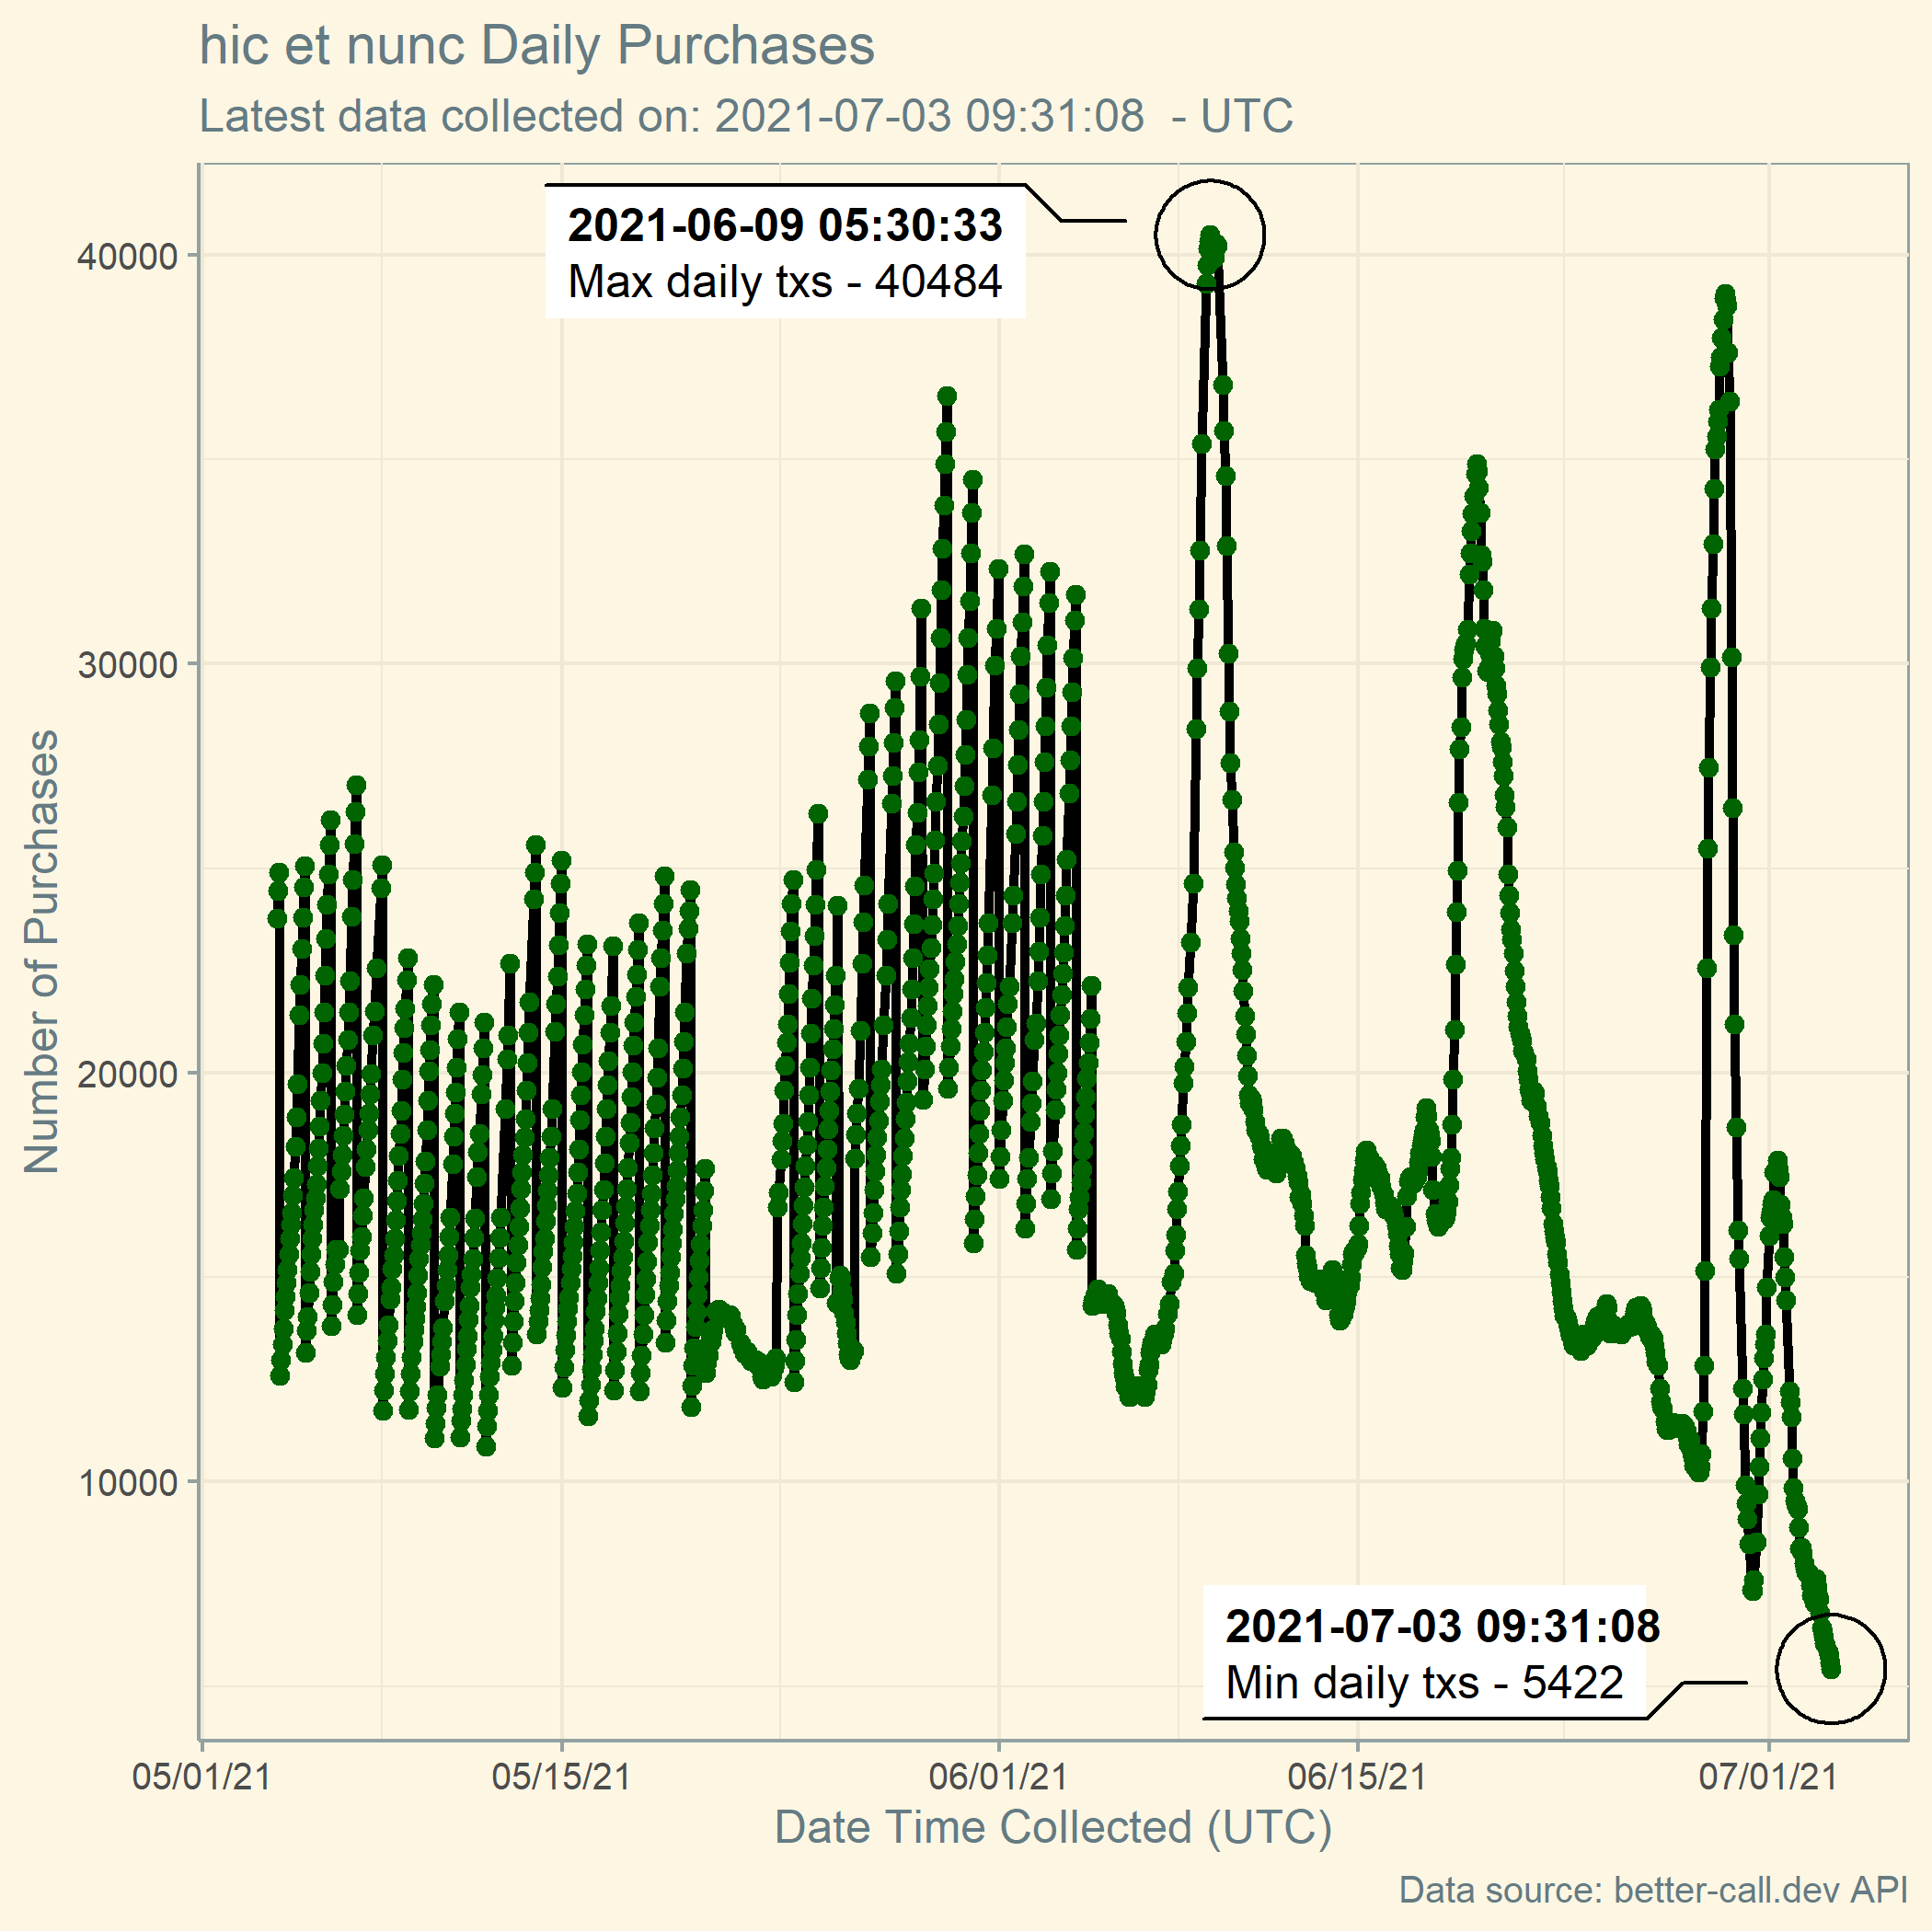 hic et nunc Daily Purchases
Latest data collected on: 2021-07-03 09:31:08  - UTC
2021-06-09 05:30:33
Max daily txs - 40484
40000
30000
20000
10000
Number of Purchases
2021-07-03 09:31:08
Min daily txs - 5422
05/01/21
05/15/21
06/01/21
06/15/21
07/01/21
Date Time Collected (UTC)
Data source: better-call.dev API